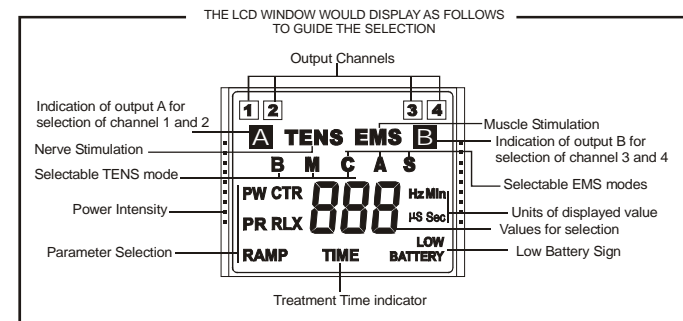 THE LCD WINDOW WOULD DISPLAY AS FOLLOWS
TO GUIDE THE SELECTION
Output Channels
1 2 3 4
Indication of output A for
selection of channel 1 and 2
A TENS EMS B
Muscle Stimulation
Indication of output B for
selection of channel 3 and 4
Nerve Stimulation
B M C A S
Selectable TENS mode
Selectable EMS modes
PW CTR 888 Hz Min
Power Intensity
Units of displayed value
PR RLX µS Sec
Values for selection
Parameter Selection
LOW
BATTERY
Low Battery Sign
RAMP TIME
Treatment Time indicator